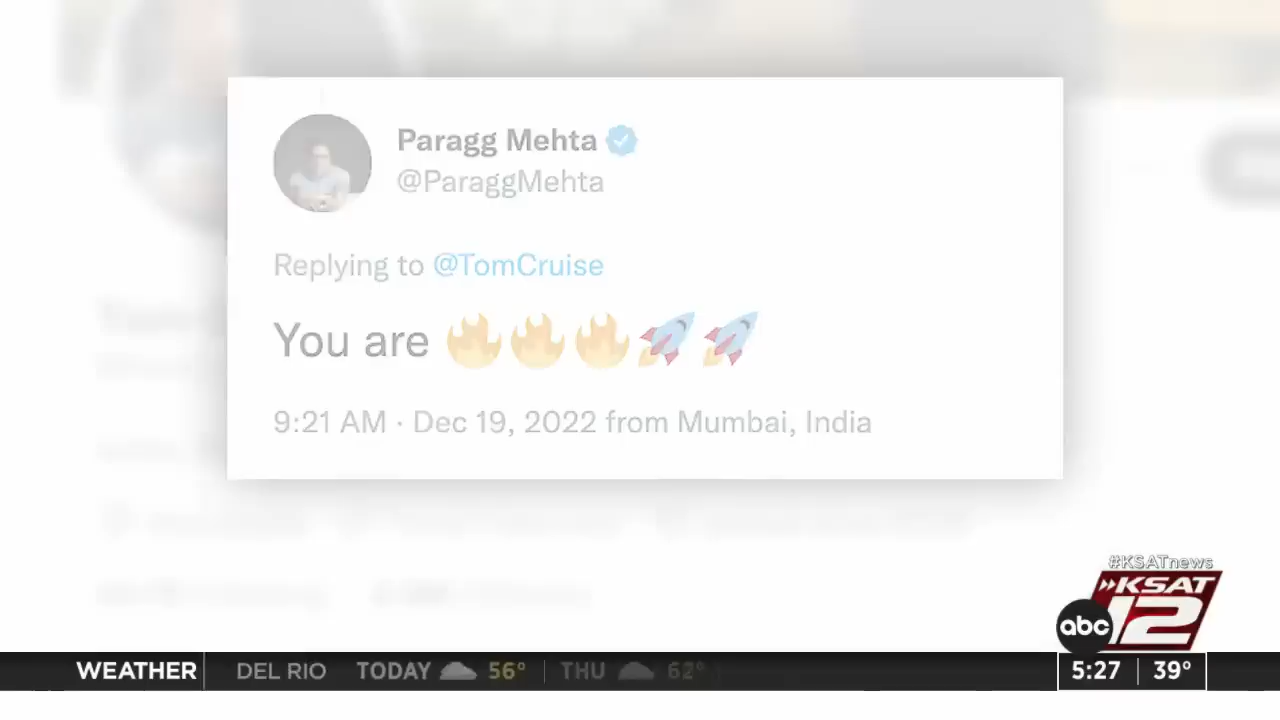 Paragg Mehta
@ParaggMehta
Replying to @TomCruise
You are 🔥🔥🔥🚀🚀
9:21 AM · Dec 19, 2022 from Mumbai, India
#KSATnews
KSAT
abc 12
WEATHER DEL RIO TODAY 56° THU 62° 5:27 39°